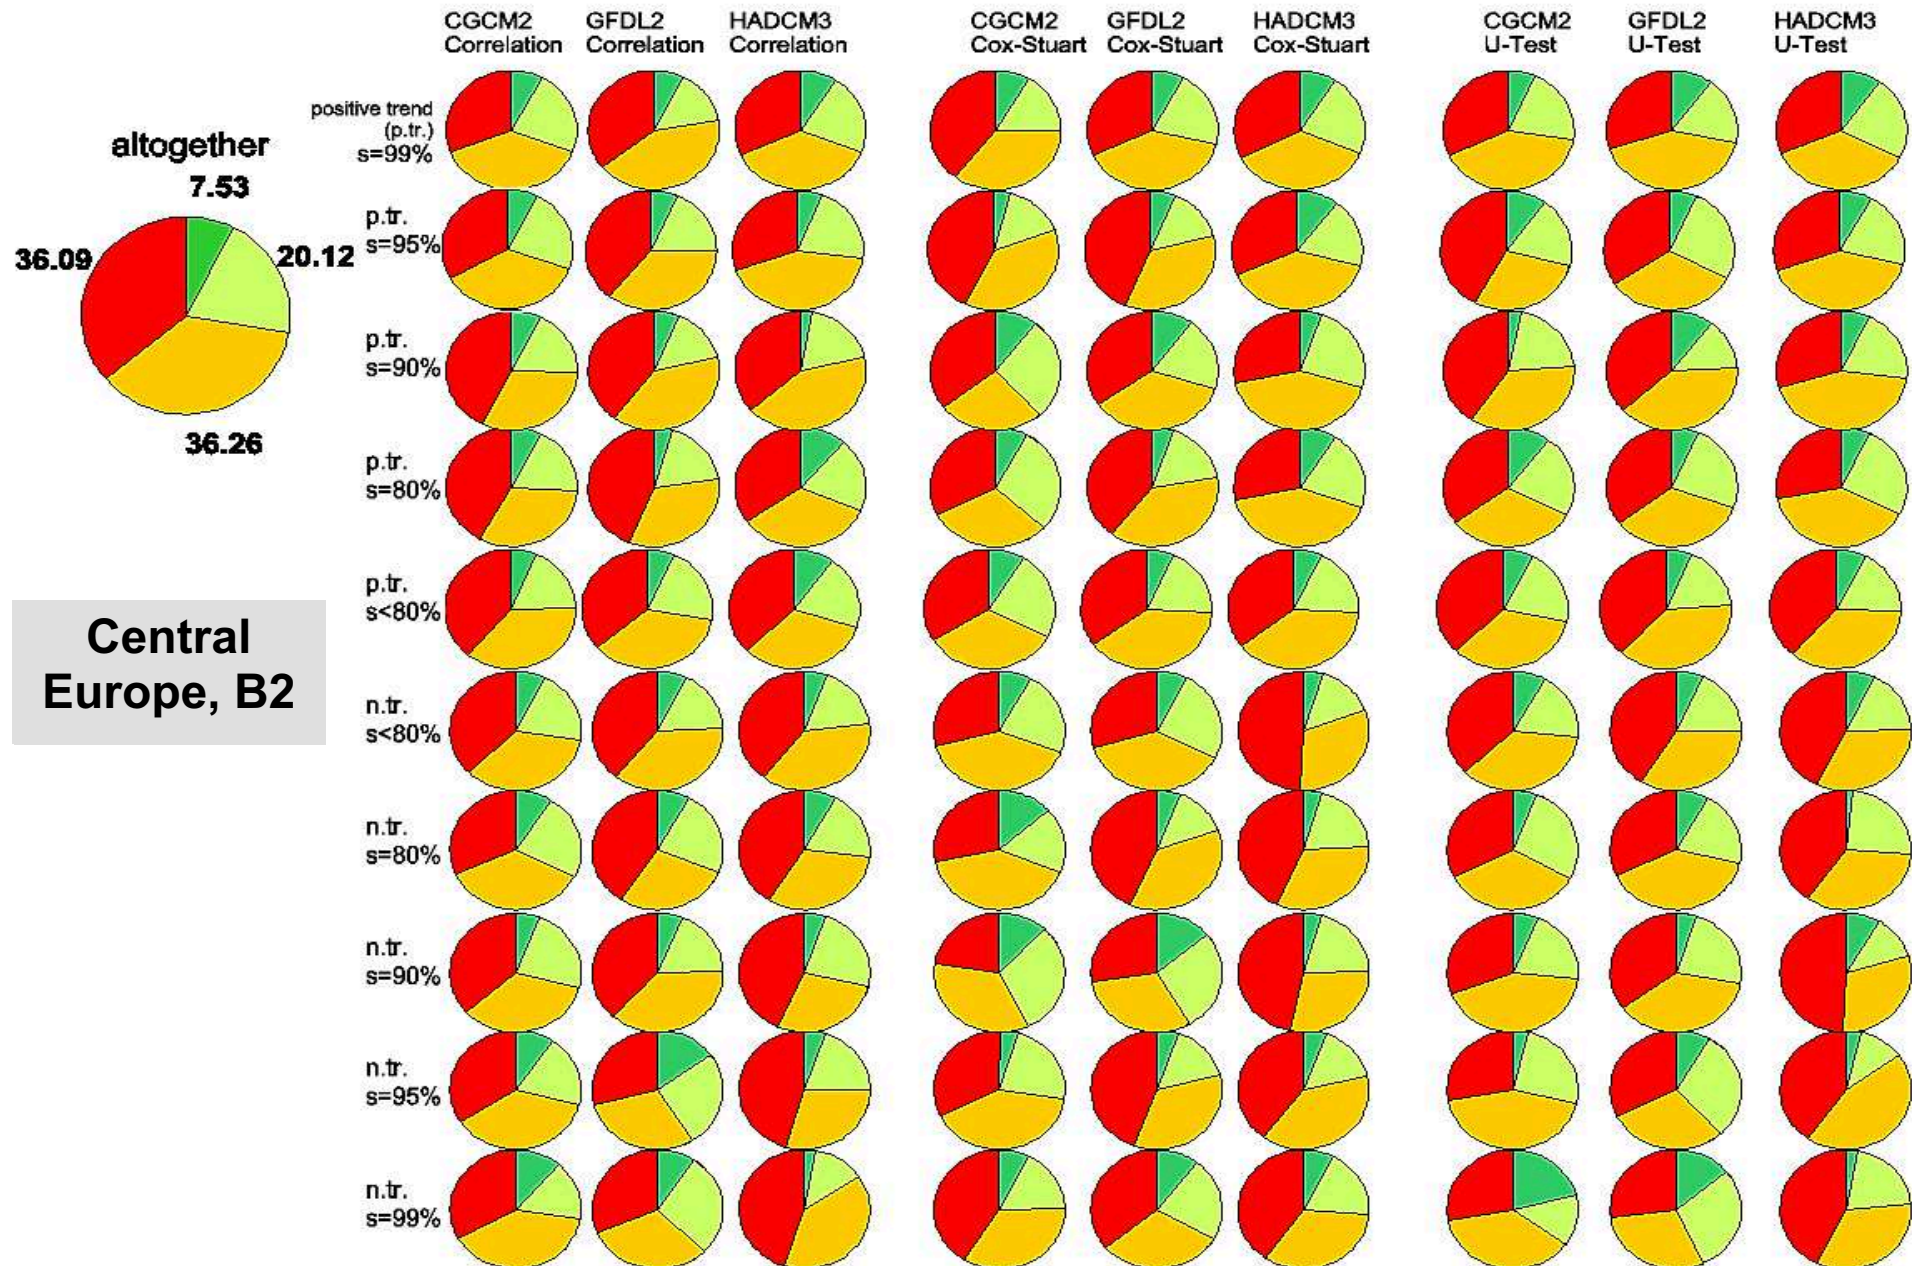 CGCM2 GFDL2 HADCM3 CGCM2 GFDL2 HADCM3 CGCM2 GFDL2 HADCM3
Correlation Correlation Correlation Cox-Stuart Cox-Stuart Cox-Stuart U-Test U-Test U-Test
positive trend
(p.tr.)
s=99%
altogether
7.53
36.09
20.12
36.26
p.tr.
s=95%
p.tr.
s=90%
p.tr.
s=80%
p.tr.
s<80%
Central
Europe, B2
n.tr.
s<80%
n.tr.
s=80%
n.tr.
s=90%
n.tr.
s=95%
n.tr.
s=99%